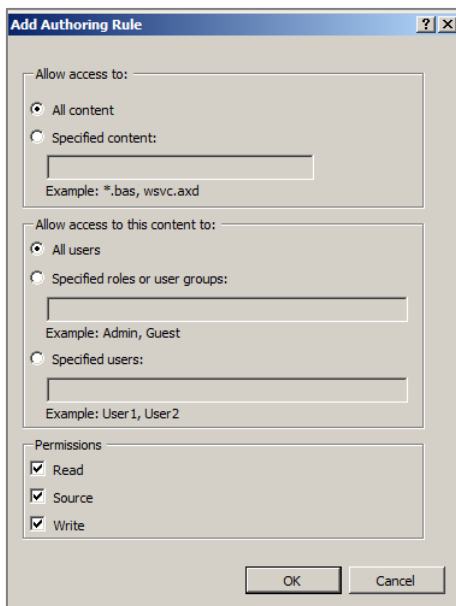 Add Authoring Rule
Allow access to:
All content
Specified content:
Example: *.bas, wsvc.axd
Allow access to this content to:
All users
Specified roles or user groups:
Example: Admin, Guest
Specified users:
Example: User1, User2
Permissions
Read
Source
Write
OK Cancel